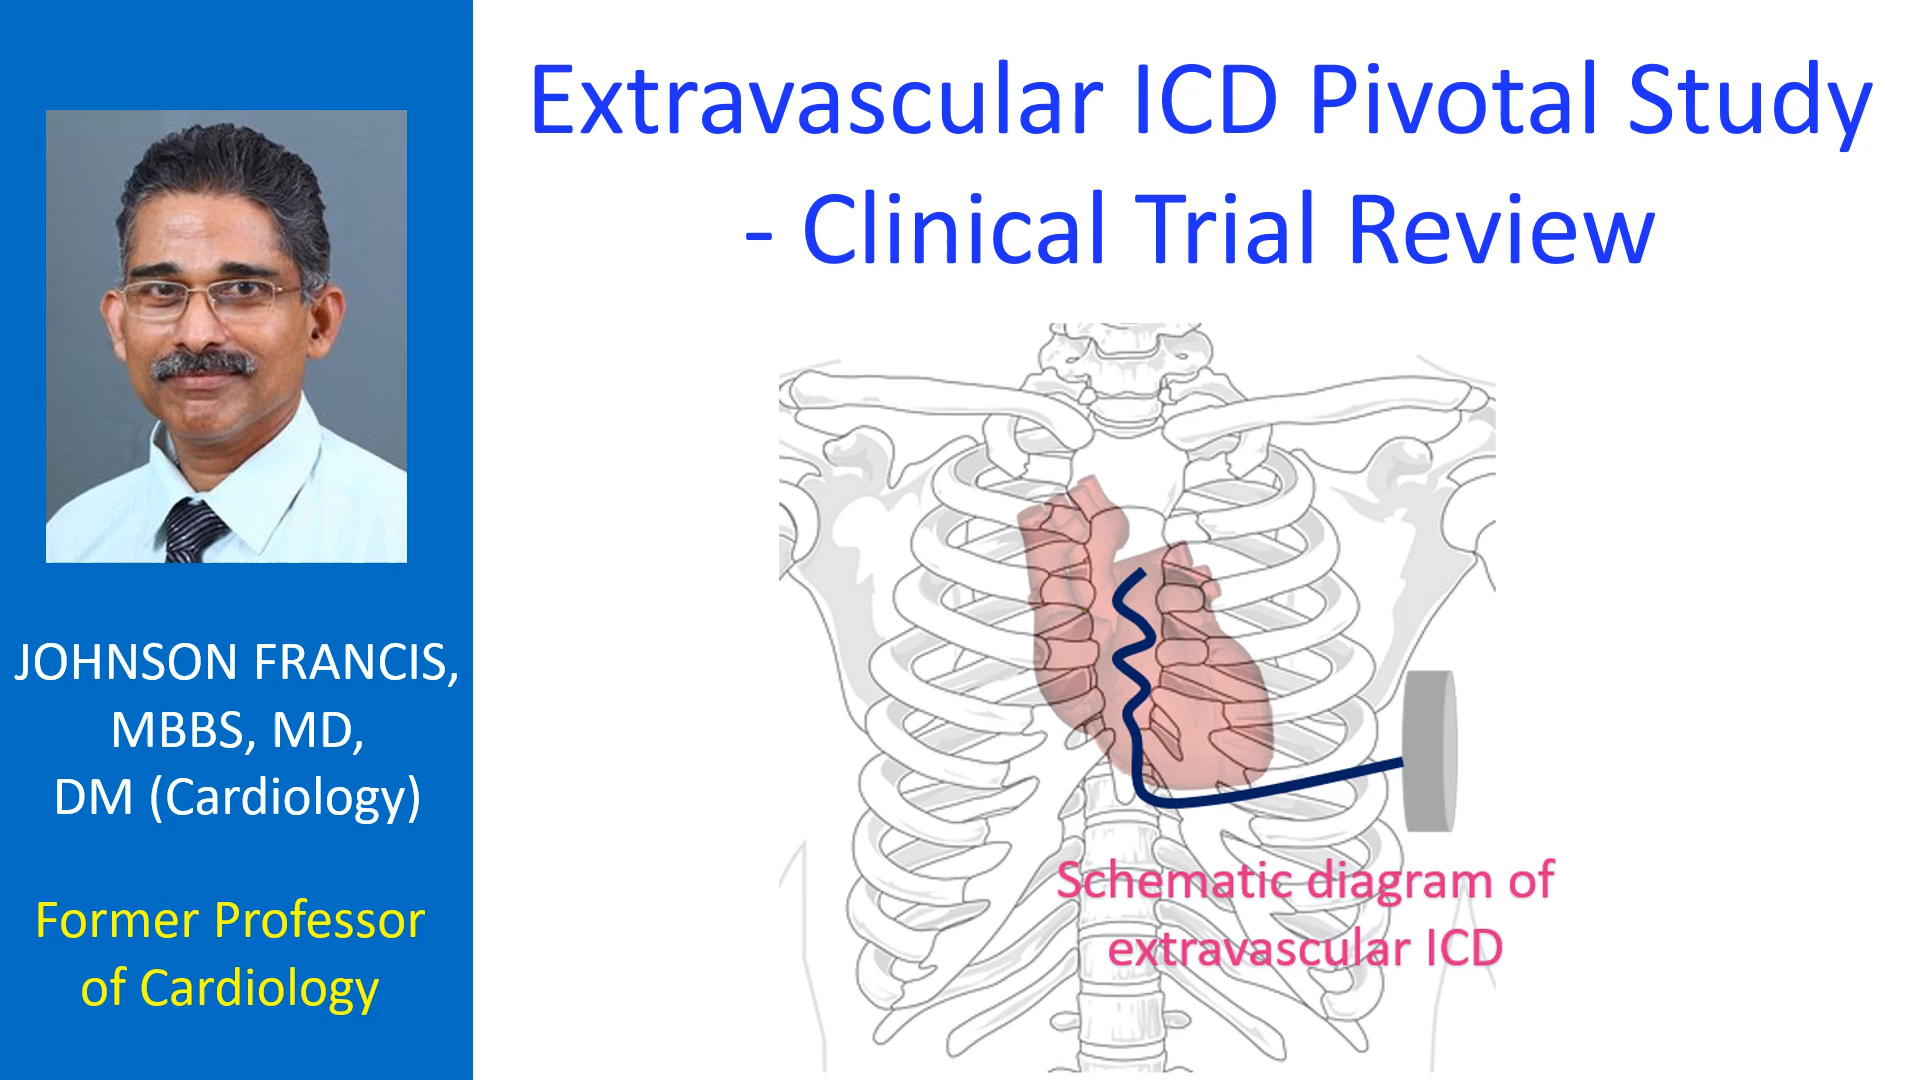 Extravascular ICD Pivotal Study
- Clinical Trial Review
JOHNSON FRANCIS,
MBBS, MD,
DM (Cardiology)
Former Professor
of Cardiology
Schematic diagram of
extravascular ICD